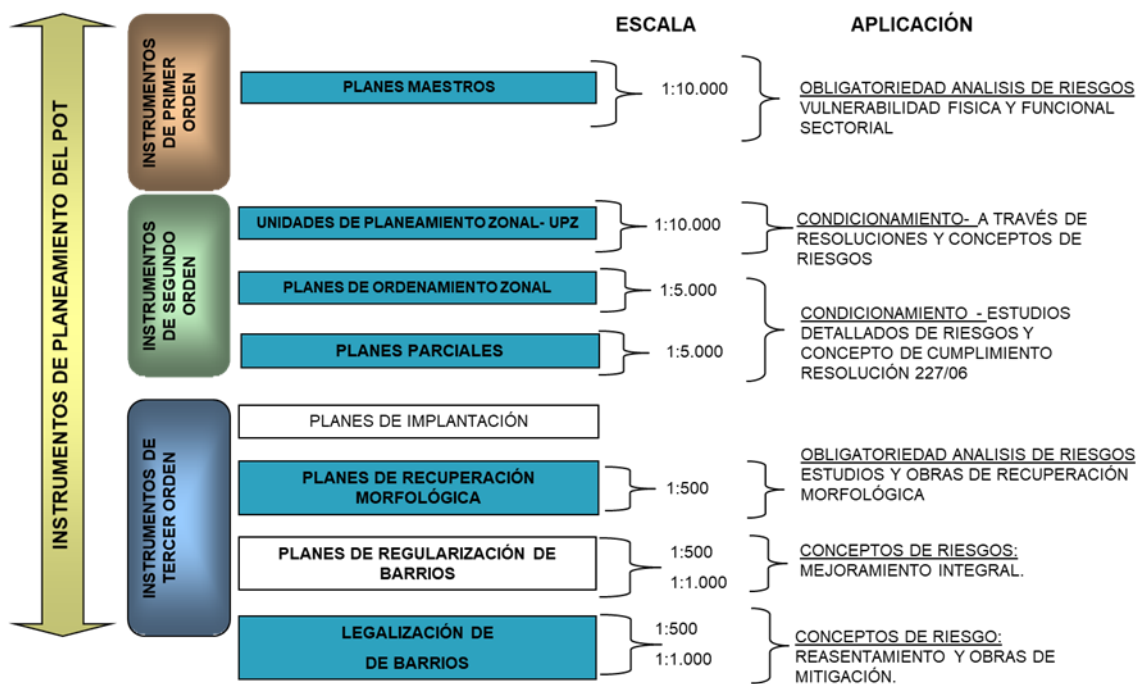 ESCALA
APLICACIÓN
INSTRUMENTOS DE PLANEAMIENTO DEL POT
INSTRUMENTOS
DE PRIMER
ORDEN
PLANES MAESTROS
1:10.000
OBLIGATORIEDAD ANALISIS DE RIESGOS
VULNERABILIDAD FISICA Y FUNCIONAL
SECTORIAL
INSTRUMENTOS
DE SEGUNDO
ORDEN
UNIDADES DE PLANEAMIENTO ZONAL- UPZ
1:10.000
CONDICIONAMIENTO- A TRAVÉS DE
RESOLUCIONES Y CONCEPTOS DE
RIESGOS
PLANES DE ORDENAMIENTO ZONAL
1:5.000
PLANES PARCIALES
1:5.000
CONDICIONAMIENTO - ESTUDIOS
DETALLADOS DE RIESGOS Y
CONCEPTO DE CUMPLIMIENTO
RESOLUCIÓN 227/06
INSTRUMENTOS DE
TERCER ORDEN
PLANES DE IMPLANTACIÓN
PLANES DE RECUPERACIÓN
MORFOLÓGICA
1:500
OBLIGATORIEDAD ANALISIS DE RIESGOS
ESTUDIOS Y OBRAS DE RECUPERACIÓN
MORFOLÓGICA
PLANES DE REGULARIZACIÓN DE
BARRIOS
1:500
1:1.000
CONCEPTOS DE RIESGOS:
MEJORAMIENTO INTEGRAL.
LEGALIZACIÓN DE
DE BARRIOS
1:500
1:1.000
CONCEPTOS DE RIESGO:
REASENTAMIENTO Y OBRAS DE
MITIGACIÓN.